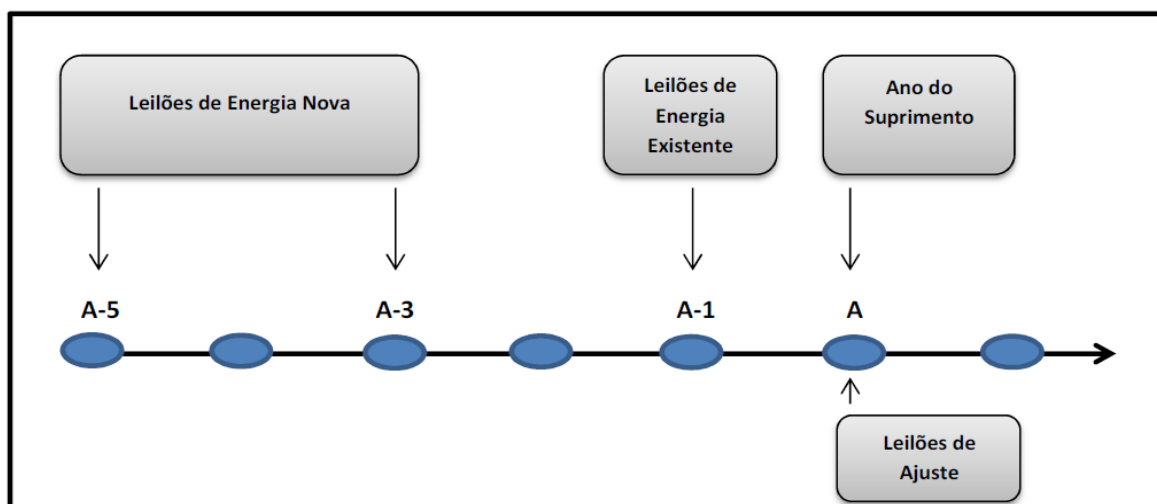 Leilões de Energia Nova
Leilões de
Energia
Existente
Ano do
Suprimento
A-5
A-3
A-1
A
Leilões de
Ajuste